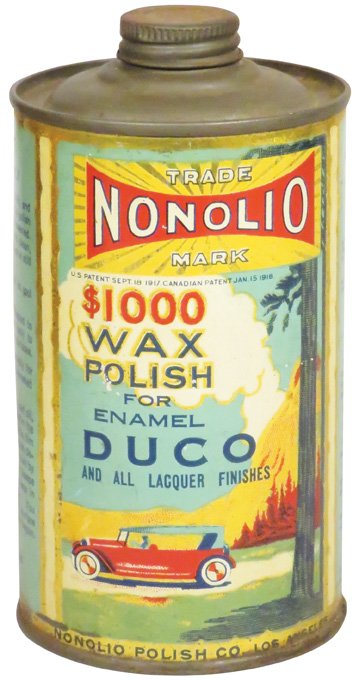 TRADE
NONOLIO
MARK
U.S. PATENT SEPT. 18 1917. CANADIAN PATENT JAN. 15 1918.
$1000
WAX
POLISH
FOR
ENAMEL
DUCO
AND ALL LACQUER FINISHES
NONOLIO POLISH CO. LOS ANGELES